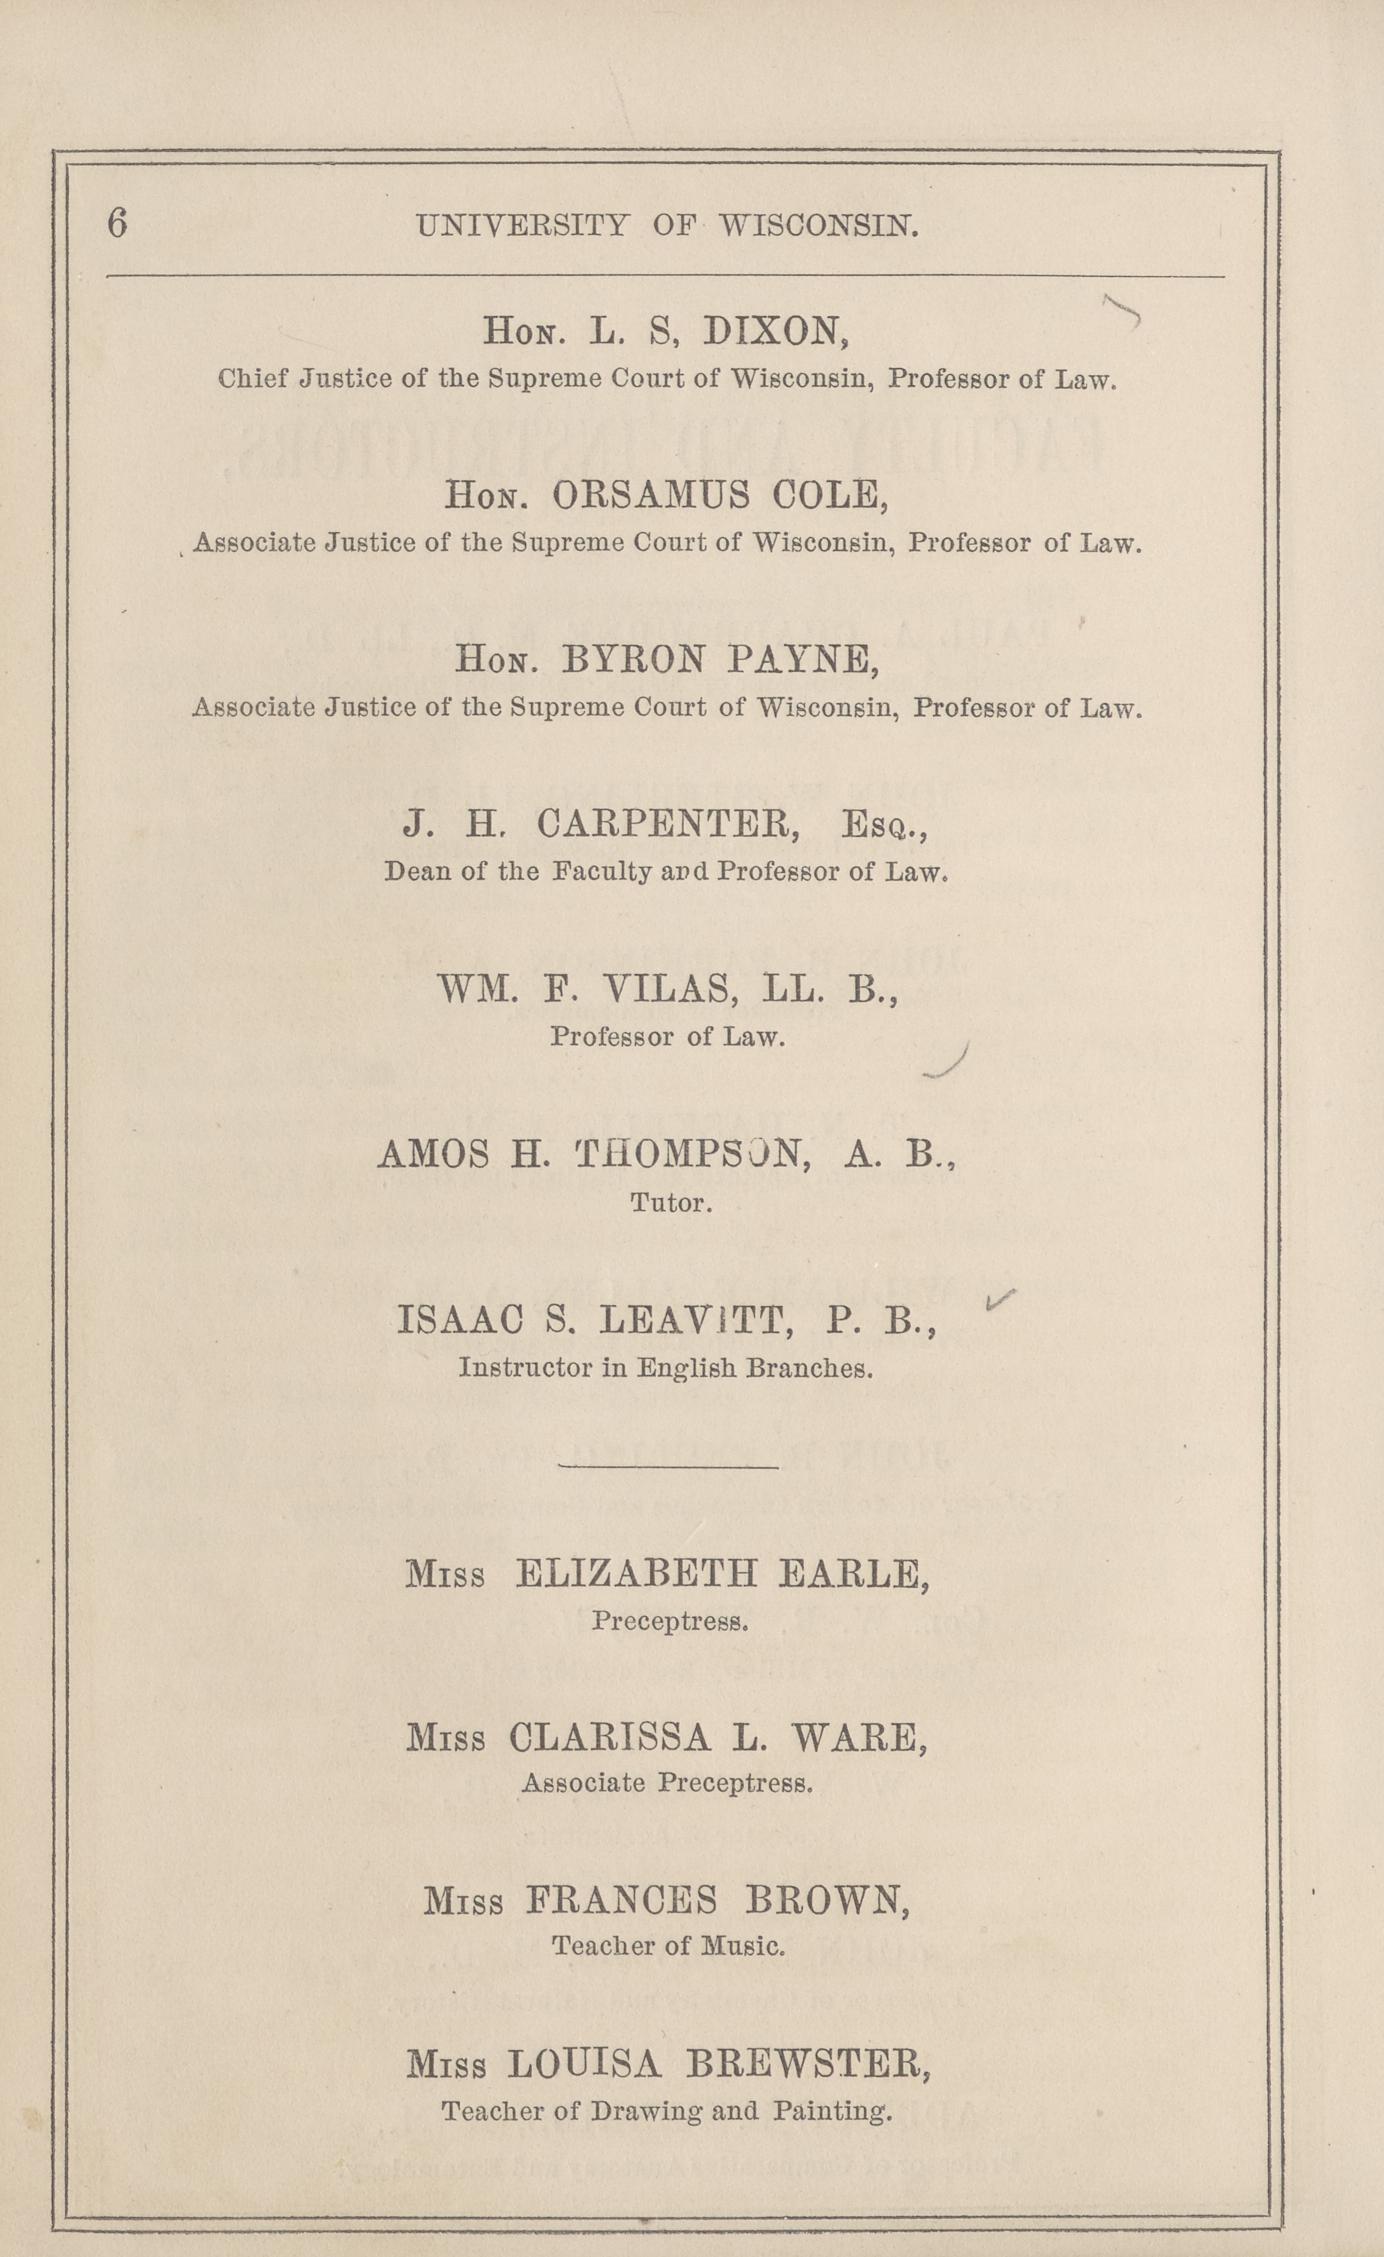 6 UNIVERSITY OF WISCONSIN.
Hon. L. S, DIXON,
Chief Justice of the Supreme Court of Wisconsin, Professor of Law.
Hon. ORSAMUS COLE,
Associate Justice of the Supreme Court of Wisconsin, Professor of Law.
Hon. BYRON PAYNE,
Associate Justice of the Supreme Court of Wisconsin, Professor of Law.
J. H. CARPENTER, Esq.,
Dean of the Faculty and Professor of Law.
WM. F. VILAS, LL. B.,
Professor of Law.
AMOS H. THOMPSON, A. B.,
Tutor.
ISAAC S. LEAVITT, P. B.,
Instructor in English Branches.
Miss ELIZABETH EARLE,
Preceptress.
Miss CLARISSA L. WARE,
Associate Preceptress.
Miss FRANCES BROWN,
Teacher of Music.
Miss LOUISA BREWSTER,
Teacher of Drawing and Painting.